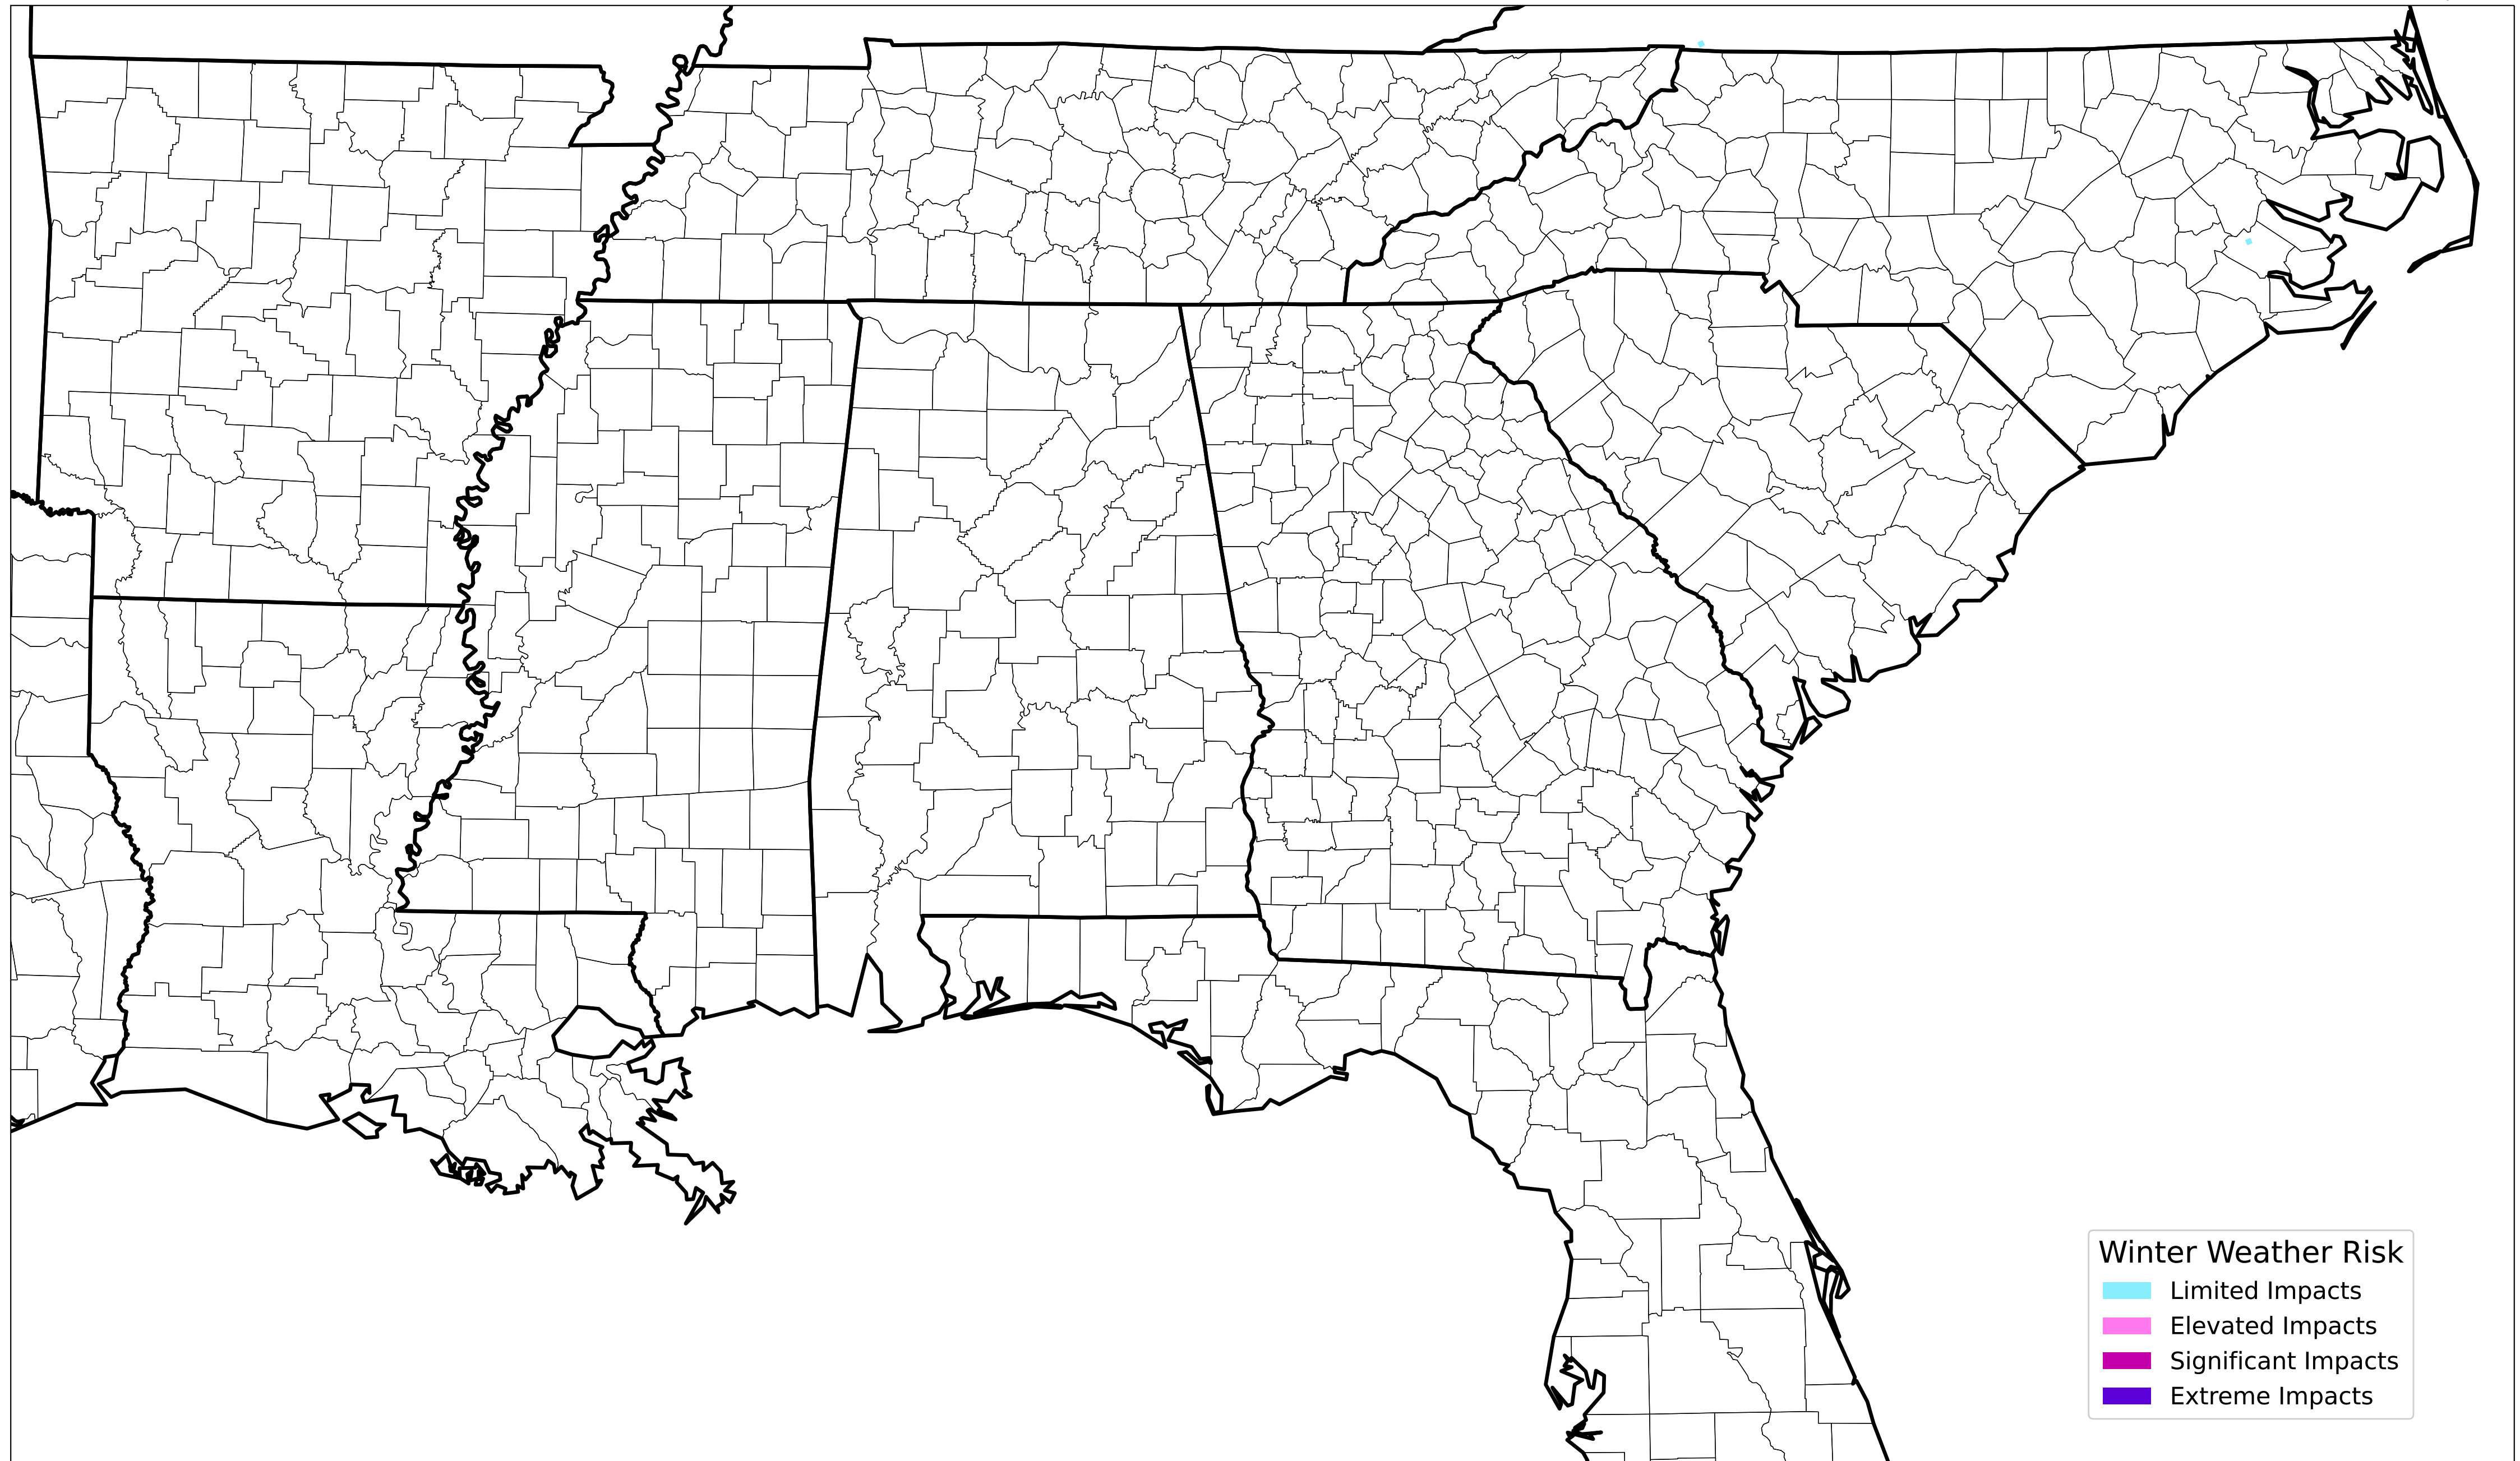 Winter Weather Risk
Limited Impacts
Elevated Impacts
Significant Impacts
Extreme Impacts